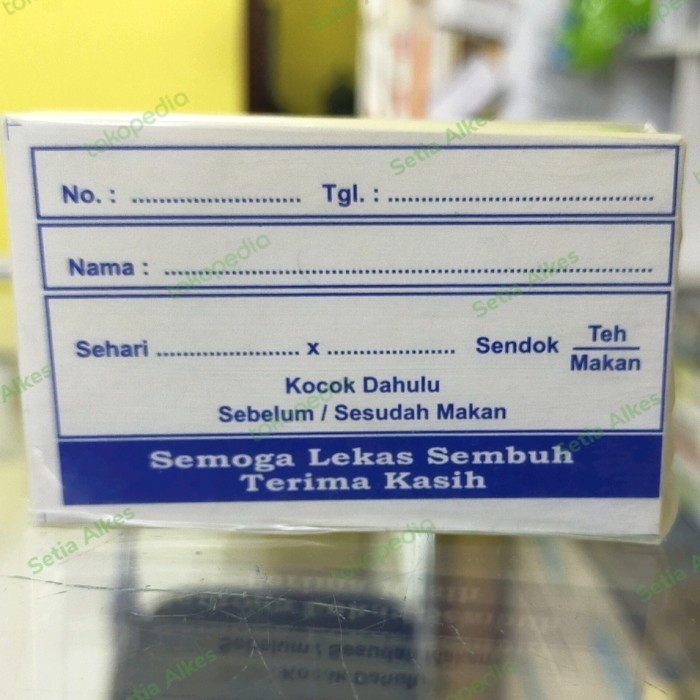 No. : ............................ Tgl. : ............................................
Nama : ................................................................................
Sehari ........................ x ..................... Sendok Teh
Makan
Kocok Dahulu
Sebelum / Sesudah Makan
Semoga Lekas Sembuh
Terima Kasih
tokopedia
Setia Alkes